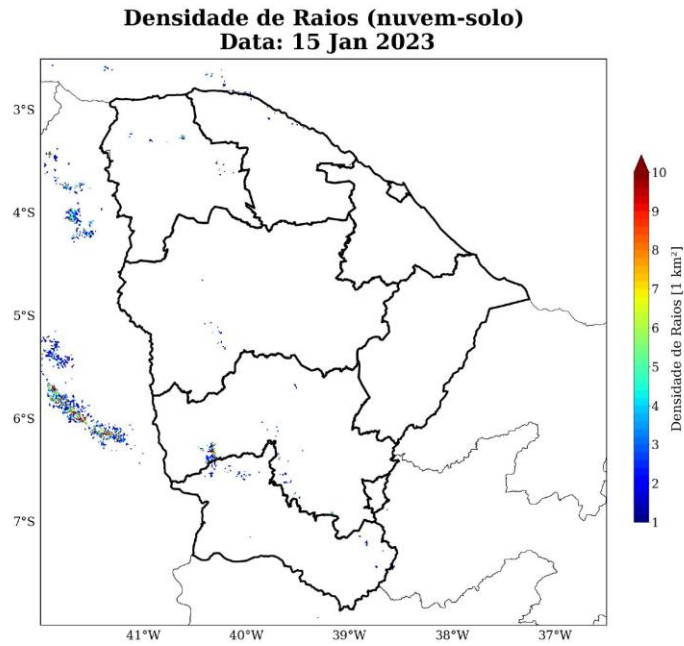 Densidade de Raios (nuvem-solo)
Data: 15 Jan 2023
3°S
4°S
5°S
6°S
7°S
41°W
40°W
39°W
38°W
37°W
10
9
8
7
6
5
4
3
2
1
Densidade de Raios [1 km²]